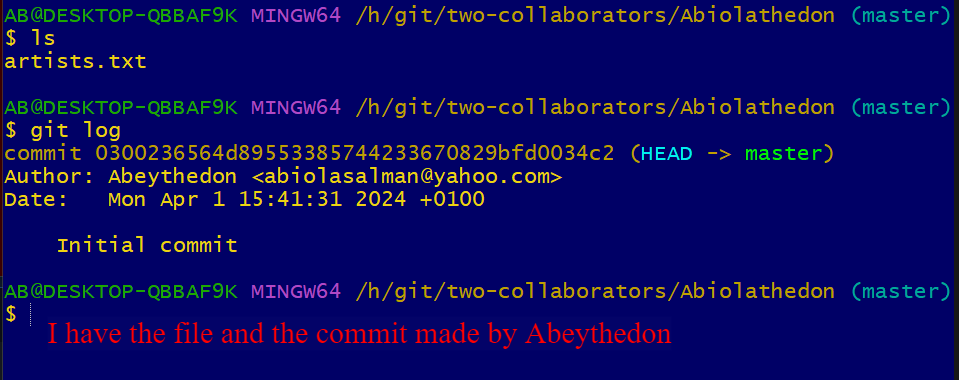 AB@DESKTOP-QBBAF9K MINGW64 /h/git/two-collaborators/Abiolathedon (master)
$ ls
artists.txt
AB@DESKTOP-QBBAF9K MINGW64 /h/git/two-collaborators/Abiolathedon (master)
$ git log
commit 0300236564d89553385744233670829bfd0034c2 (HEAD -> master)
Author: Abeythedon <abiolasalman@yahoo.com>
Date:   Mon Apr 1 15:41:31 2024 +0100
Initial commit
AB@DESKTOP-QBBAF9K MINGW64 /h/git/two-collaborators/Abiolathedon (master)
$
I have the file and the commit made by Abeythedon